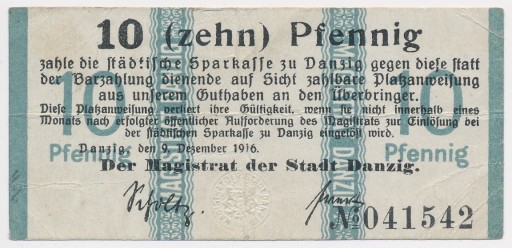 10 (zehn) Pfennig
zahle die städtische Sparkasse zu Danzig gegen diese statt
der Barzahlung dienende auf Sicht zahlbare Platzanweisung
aus unserem Guthaben an den Überbringer.
Diese Platzanweisung verliert ihre Gültigkeit, wenn sie nicht innerhalb eines
Monats nach erfolgter öffentlicher Aufforderung des Magistrats zur Einlösung bei
der städtischen Sparkasse zu Danzig eingelöst wird.
Danzig, den 9. Dezember 1916.
Der Magistrat der Stadt Danzig.
10 Pfennig
10 Pfennig
Scholtz.
No 041542